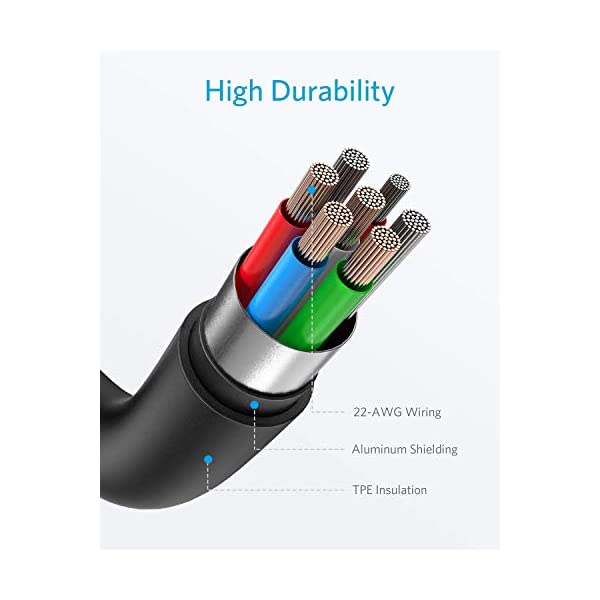 High Durability
22-AWG Wiring
Aluminum Shielding
TPE Insulation